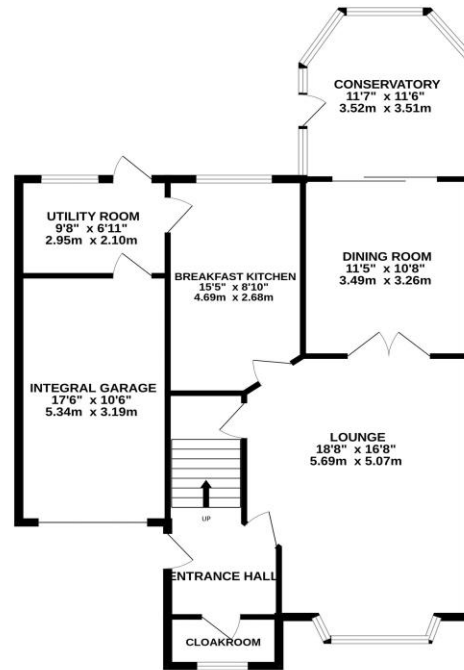 CONSERVATORY
11'7" x 11'6"
3.52m x 3.51m
UTILITY ROOM
9'8" x 6'11"
2.95m x 2.10m
BREAKFAST KITCHEN
15'5" x 8'10"
4.69m x 2.68m
DINING ROOM
11'5" x 10'8"
3.49m x 3.26m
INTEGRAL GARAGE
17'6" x 10'6"
5.34m x 3.19m
LOUNGE
18'8" x 16'8"
5.69m x 5.07m
UP
ENTRANCE HALL
CLOAKROOM